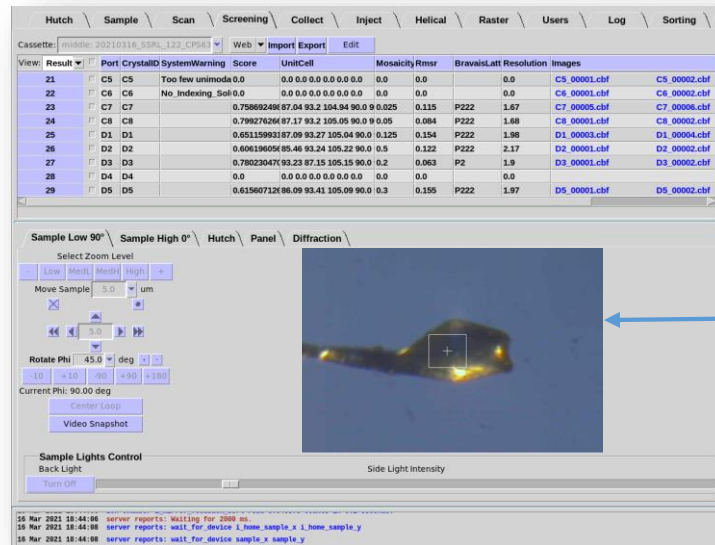 Hutch Sample Scan Screening Collect Inject Helical Raster Users Log Sorting
Cassette: middle: 20210316_SSRL_122_CPS63 Web Import Export Edit
View: Result Port CrystalID SystemWarning Score UnitCell Mosaicity Rmsr BravaisLatt Resolution Images
21 C5 C5 Too few unimoda 0.0 0.0 0.0 0.0 0.0 0.0 0.0 0.0 0.0 0.0 C5_00001.cbf C5_00002.cbf
22 C6 C6 No_Indexing_Sol 0.0 0.0 0.0 0.0 0.0 0.0 0.0 0.0 0.0 0.0 C6_00001.cbf C6_00002.cbf
23 C7 C7 0.758692498 87.04 93.2 104.94 90.0 9 0.025 0.115 P222 1.67 C7_00005.cbf C7_00006.cbf
24 C8 C8 0.799276266 87.17 93.2 105.05 90.0 9 0.05 0.084 P222 1.68 C8_00001.cbf C8_00002.cbf
25 D1 D1 0.651159931 87.09 93.27 105.04 90.0 0.125 0.154 P222 1.98 D1_00003.cbf D1_00004.cbf
26 D2 D2 0.606196056 85.46 93.24 105.22 90.0 0.5 0.122 P222 2.17 D2_00001.cbf D2_00002.cbf
27 D3 D3 0.780230470 93.23 87.15 105.15 90.0 0.2 0.063 P2 1.9 D3_00001.cbf D3_00002.cbf
28 D4 D4 0.0 0.0 0.0 0.0 0.0 0.0 0.0 0.0 0.0 0.0
29 D5 D5 0.615607128 86.09 93.41 105.09 90.0 0.3 0.155 P222 1.97 D5_00001.cbf D5_00002.cbf
Sample Low 90° Sample High 0° Hutch Panel Diffraction
Select Zoom Level
- Low MedL MedH High +
Move Sample 5.0 um
5.0
Rotate Phi 45.0 deg - -
-10 +10 -90 +90 +180
Current Phi: 90.00 deg
Center Loop
Video Snapshot
Sample Lights Control
Back Light Side Light Intensity
Turn Off
16 Mar 2021 18:44:06 server reports: Waiting for 2000 ms.
16 Mar 2021 18:44:08 server reports: wait_for_device i_home_sample_x i_home_sample_y
16 Mar 2021 18:44:08 server reports: wait_for_device sample_x sample_y